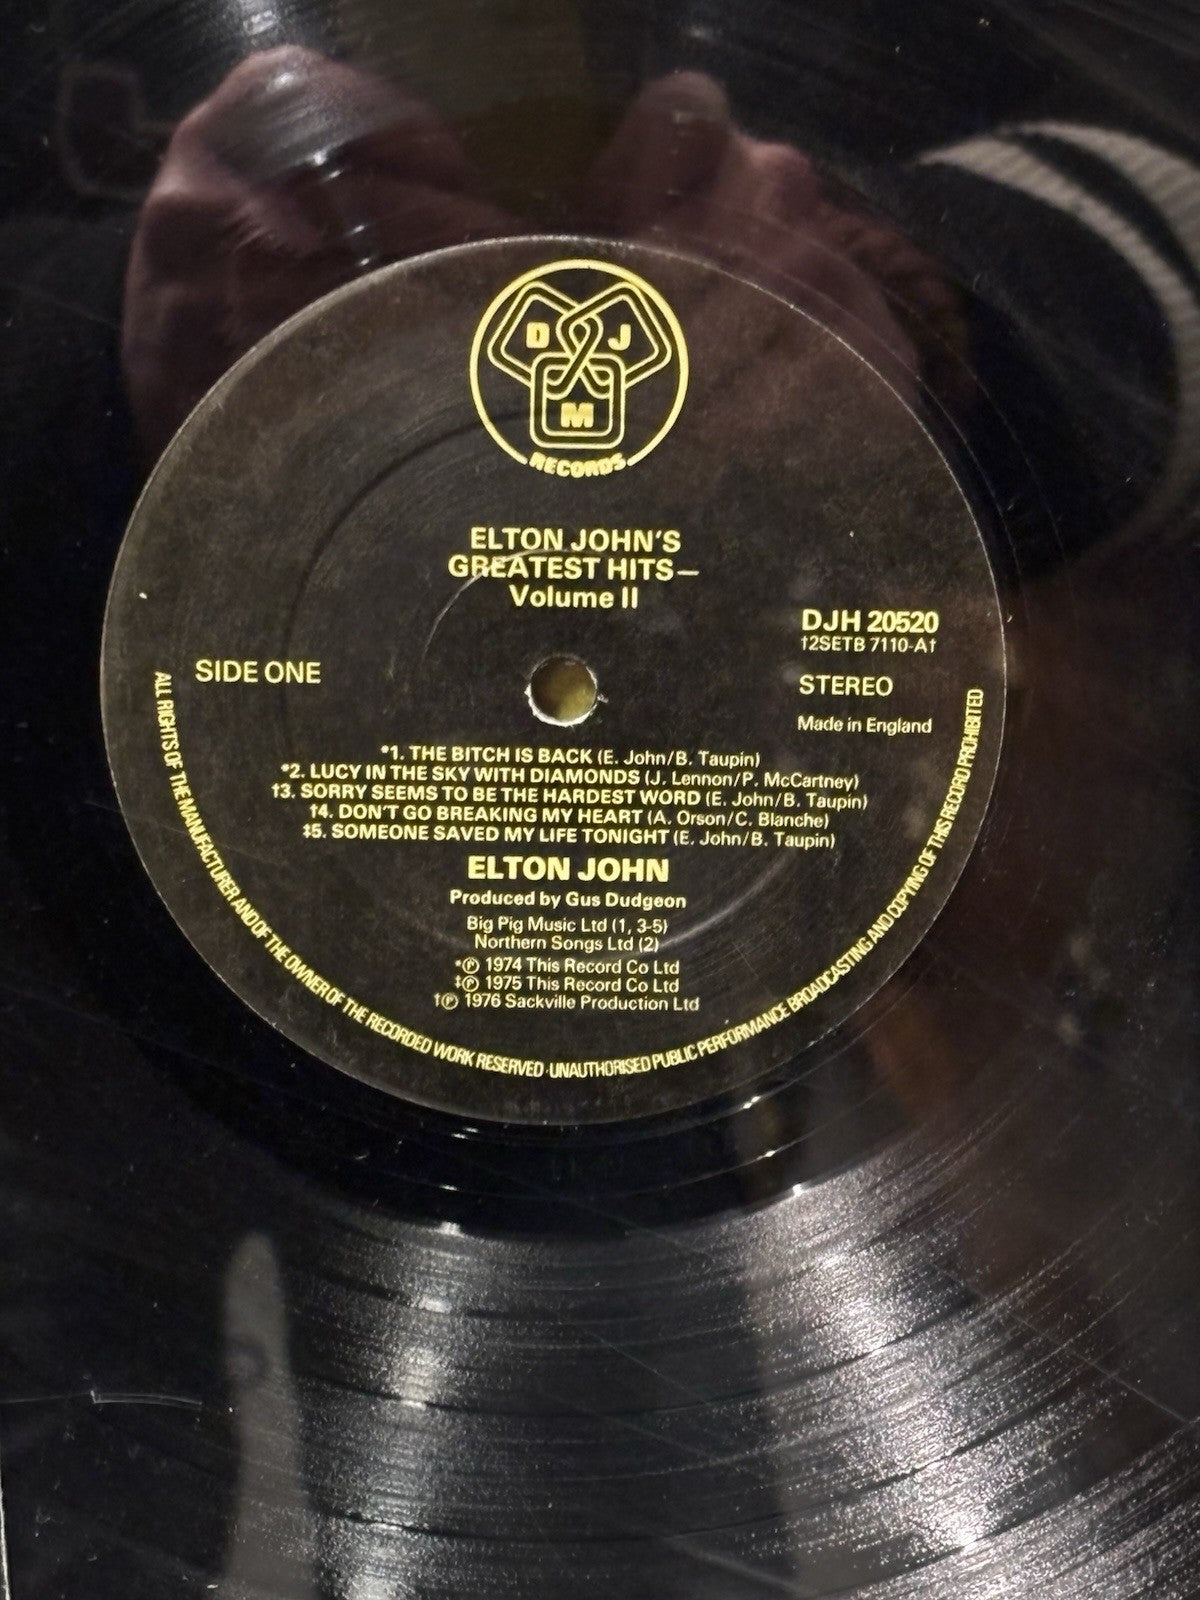 D J
M
RECORDS
ELTON JOHN'S
GREATEST HITS—
Volume II
DJH 20520
†2SETB 7110-A†
SIDE ONE
STEREO
Made in England
*1. THE BITCH IS BACK (E. John/B. Taupin)
*2. LUCY IN THE SKY WITH DIAMONDS (J. Lennon/P. McCartney)
†3. SORRY SEEMS TO BE THE HARDEST WORD (E. John/B. Taupin)
†4. DON'T GO BREAKING MY HEART (A. Orson/C. Blanche)
‡5. SOMEONE SAVED MY LIFE TONIGHT (E. John/B. Taupin)
ELTON JOHN
Produced by Gus Dudgeon
Big Pig Music Ltd (1, 3-5)
Northern Songs Ltd (2)
*℗ 1974 This Record Co Ltd
‡℗ 1975 This Record Co Ltd
†℗ 1976 Sackville Production Ltd
ALL RIGHTS OF THE MANUFACTURER AND OF THE OWNER OF THE RECORDED WORK RESERVED · UNAUTHORISED PUBLIC PERFORMANCE BROADCASTING AND COPYING OF THIS RECORD PROHIBITED